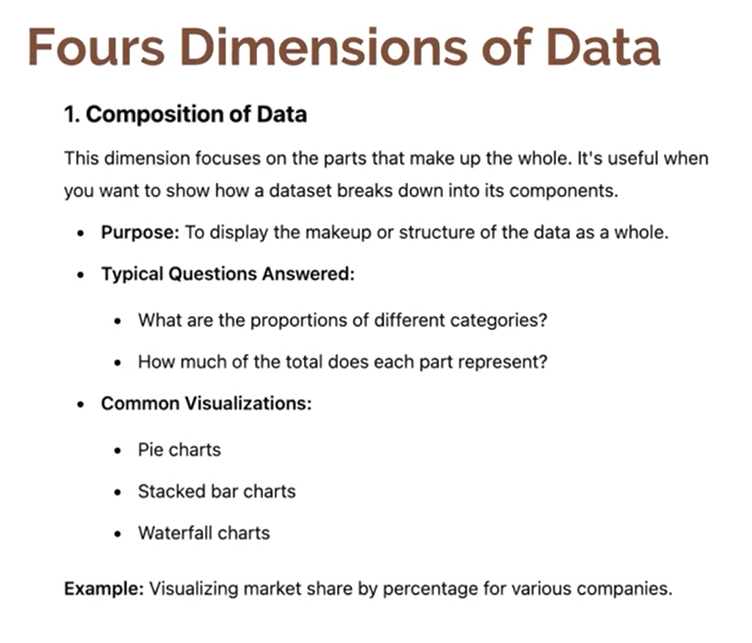 Fours Dimensions of Data
1. Composition of Data
This dimension focuses on the parts that make up the whole. It's useful when
you want to show how a dataset breaks down into its components.
• Purpose: To display the makeup or structure of the data as a whole.
• Typical Questions Answered:
• What are the proportions of different categories?
• How much of the total does each part represent?
• Common Visualizations:
• Pie charts
• Stacked bar charts
• Waterfall charts
Example: Visualizing market share by percentage for various companies.